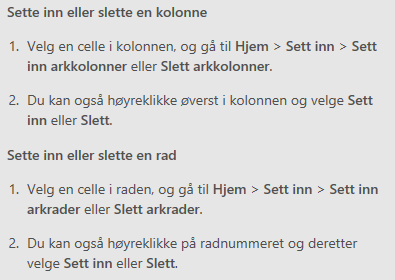 Sette inn eller slette en kolonne
1. Velg en celle i kolonnen, og gå til Hjem > Sett inn > Sett
inn arkkolonner eller Slett arkkolonner.
2. Du kan også høyreklikke øverst i kolonnen og velge Sett
inn eller Slett.
Sette inn eller slette en rad
1. Velg en celle i raden, og gå til Hjem > Sett inn > Sett inn
arkrader eller Slett arkrader.
2. Du kan også høyreklikke på radnummeret og deretter
velge Sett inn eller Slett.